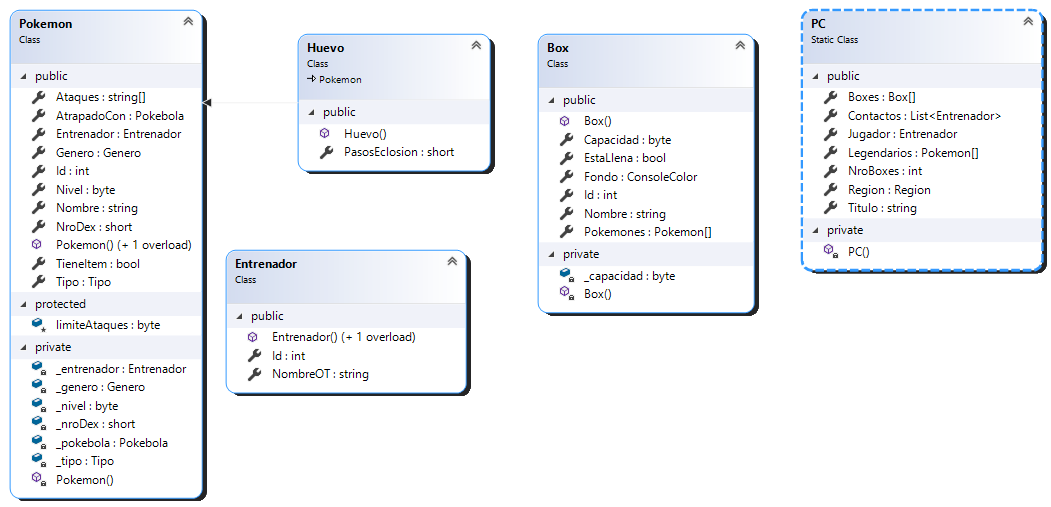 Pokemon
Class
public
Ataques : string[]
AtrapadoCon : Pokebola
Entrenador : Entrenador
Genero : Genero
Id : int
Nivel : byte
Nombre : string
NroDex : short
Pokemon() (+ 1 overload)
TieneItem : bool
Tipo : Tipo
protected
limiteAtaques : byte
private
_entrenador : Entrenador
_genero : Genero
_nivel : byte
_nroDex : short
_pokebola : Pokebola
_tipo : Tipo
Pokemon()
Huevo
Class
Pokemon
public
Huevo()
PasosEclosion : short
Entrenador
Class
public
Entrenador() (+ 1 overload)
Id : int
NombreOT : string
Box
Class
public
Box()
Capacidad : byte
EstaLlena : bool
Fondo : ConsoleColor
Id : int
Nombre : string
Pokemones : Pokemon[]
private
_capacidad : byte
Box()
PC
Static Class
public
Boxes : Box[]
Contactos : List<Entrenador>
Jugador : Entrenador
Legendarios : Pokemon[]
NroBoxes : int
Region : Region
Titulo : string
private
PC()